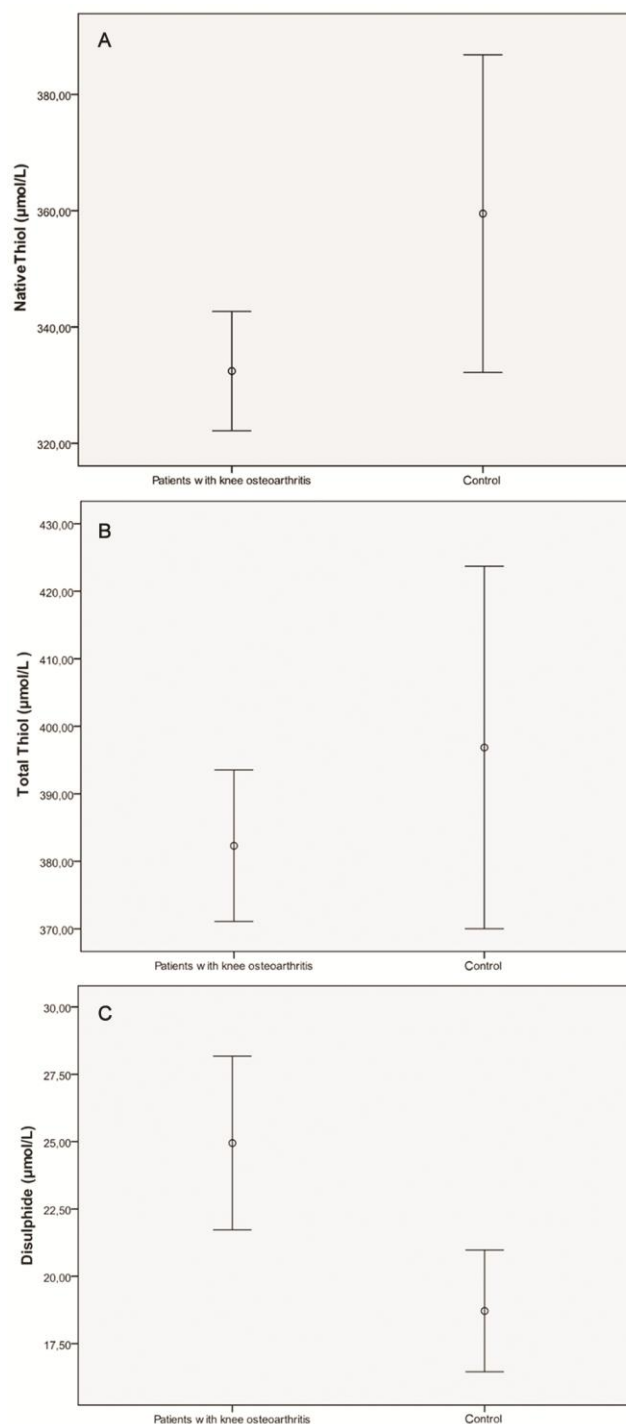 A
Native Thiol (µmol/L)
380,00
360,00
340,00
320,00
Patients with knee osteoarthritis
Control
B
Total Thiol (µmol/L )
430,00
420,00
410,00
400,00
390,00
380,00
370,00
Patients with knee osteoarthritis
Control
C
Disulphide (µmol/L)
30,00
27,50
25,00
22,50
20,00
17,50
Patients with knee osteoarthritis
Control